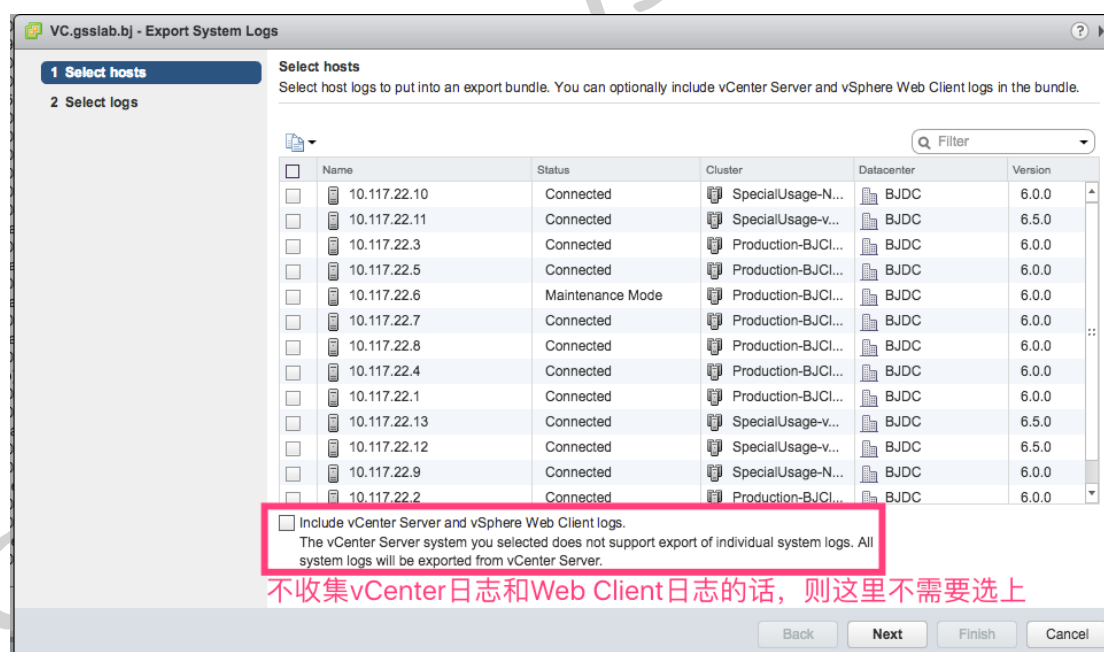 VC.gsslab.bj - Export System Logs
1 Select hosts
2 Select logs
Select hosts
Select host logs to put into an export bundle. You can optionally include vCenter Server and vSphere Web Client logs in the bundle.
Filter
Name Status Cluster Datacenter Version
10.117.22.10 Connected SpecialUsage-N... BJDC 6.0.0
10.117.22.11 Connected SpecialUsage-v... BJDC 6.5.0
10.117.22.3 Connected Production-BJCl... BJDC 6.0.0
10.117.22.5 Connected Production-BJCl... BJDC 6.0.0
10.117.22.6 Maintenance Mode Production-BJCl... BJDC 6.0.0
10.117.22.7 Connected Production-BJCl... BJDC 6.0.0
10.117.22.8 Connected Production-BJCl... BJDC 6.0.0
10.117.22.4 Connected Production-BJCl... BJDC 6.0.0
10.117.22.1 Connected Production-BJCl... BJDC 6.0.0
10.117.22.13 Connected SpecialUsage-v... BJDC 6.5.0
10.117.22.12 Connected SpecialUsage-v... BJDC 6.5.0
10.117.22.9 Connected SpecialUsage-N... BJDC 6.0.0
10.117.22.2 Connected Production-BJCl... BJDC 6.0.0
Include vCenter Server and vSphere Web Client logs.
The vCenter Server system you selected does not support export of individual system logs. All
system logs will be exported from vCenter Server.
不收集vCenter日志和Web Client日志的话，则这里不需要选上
Back Next Finish Cancel